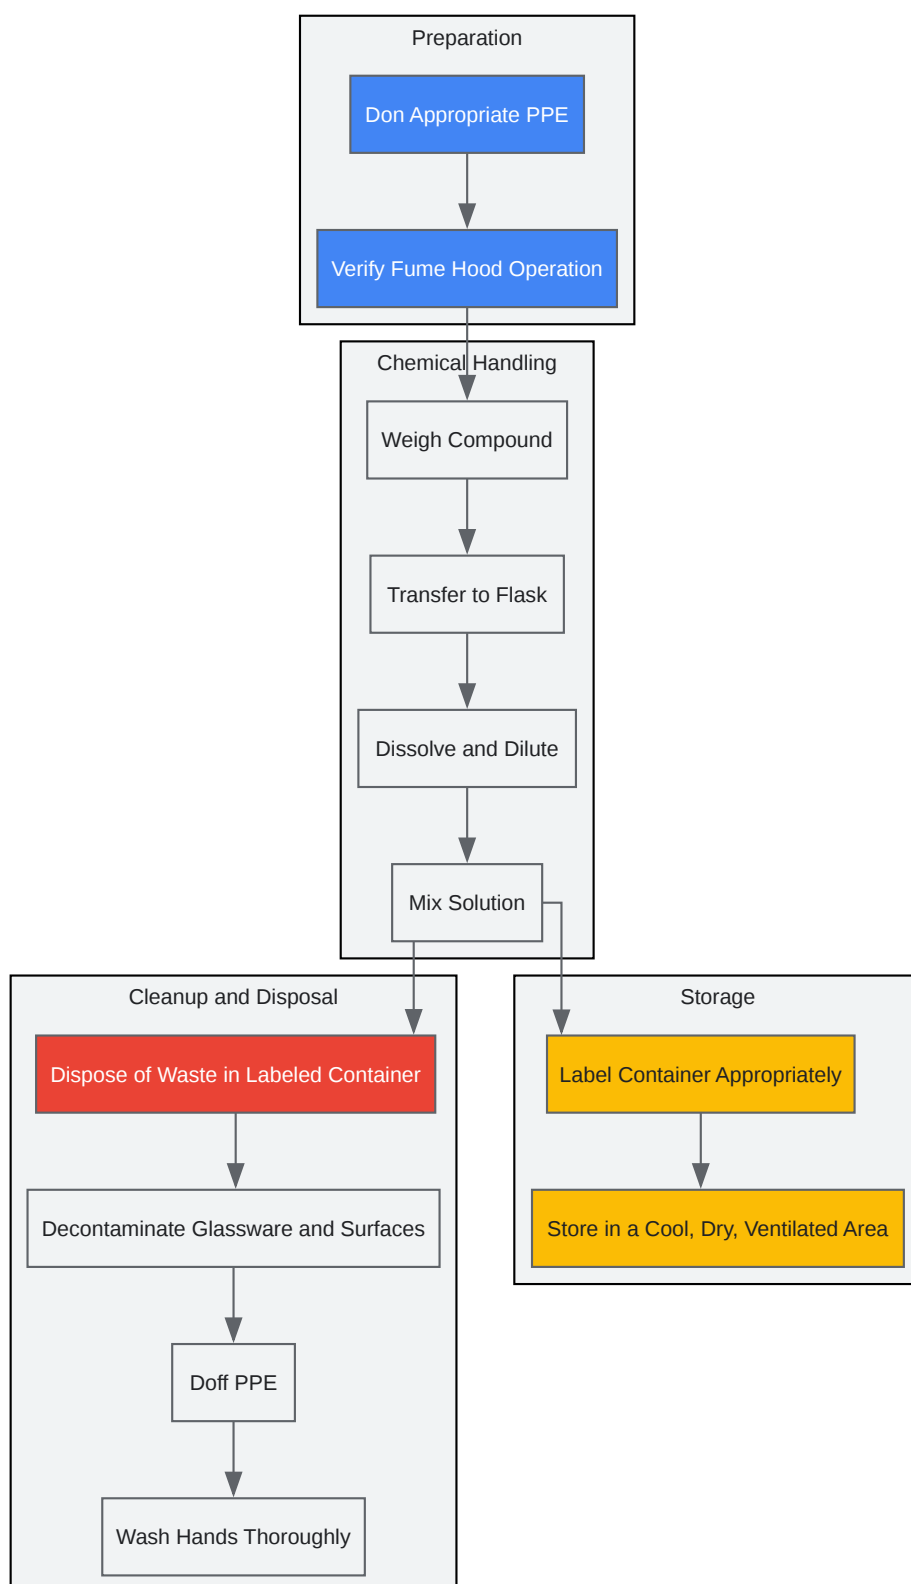 Preparation
Don Appropriate PPE
Verify Fume Hood Operation
Chemical Handling
Weigh Compound
Transfer to Flask
Dissolve and Dilute
Mix Solution
Cleanup and Disposal
Dispose of Waste in Labeled Container
Decontaminate Glassware and Surfaces
Doff PPE
Wash Hands Thoroughly
Storage
Label Container Appropriately
Store in a Cool, Dry, Ventilated Area